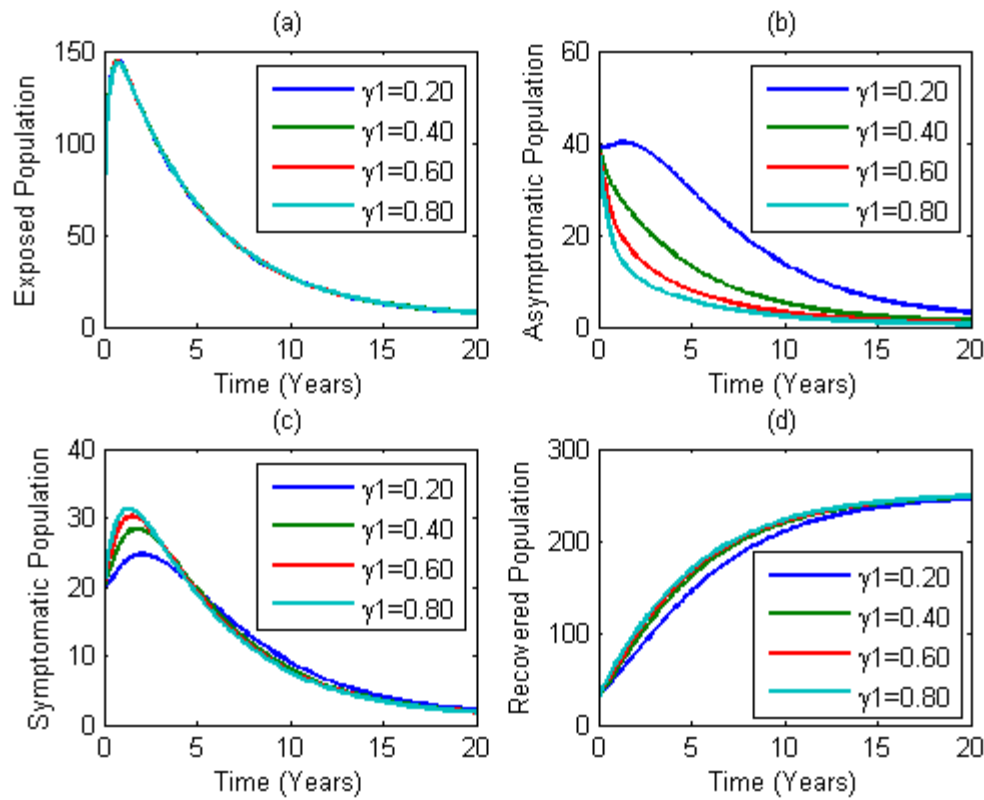 (a)
Exposed Population
150
100
50
0
γ1=0.20
γ1=0.40
γ1=0.60
γ1=0.80
0 5 10 15 20
Time (Years)
(b)
Asymptomatic Population
60
40
20
0
γ1=0.20
γ1=0.40
γ1=0.60
γ1=0.80
0 5 10 15 20
Time (Years)
(c)
Symptomatic Population
40
30
20
10
0
γ1=0.20
γ1=0.40
γ1=0.60
γ1=0.80
0 5 10 15 20
Time (Years)
(d)
Recovered Population
300
200
100
0
γ1=0.20
γ1=0.40
γ1=0.60
γ1=0.80
0 5 10 15 20
Time (Years)